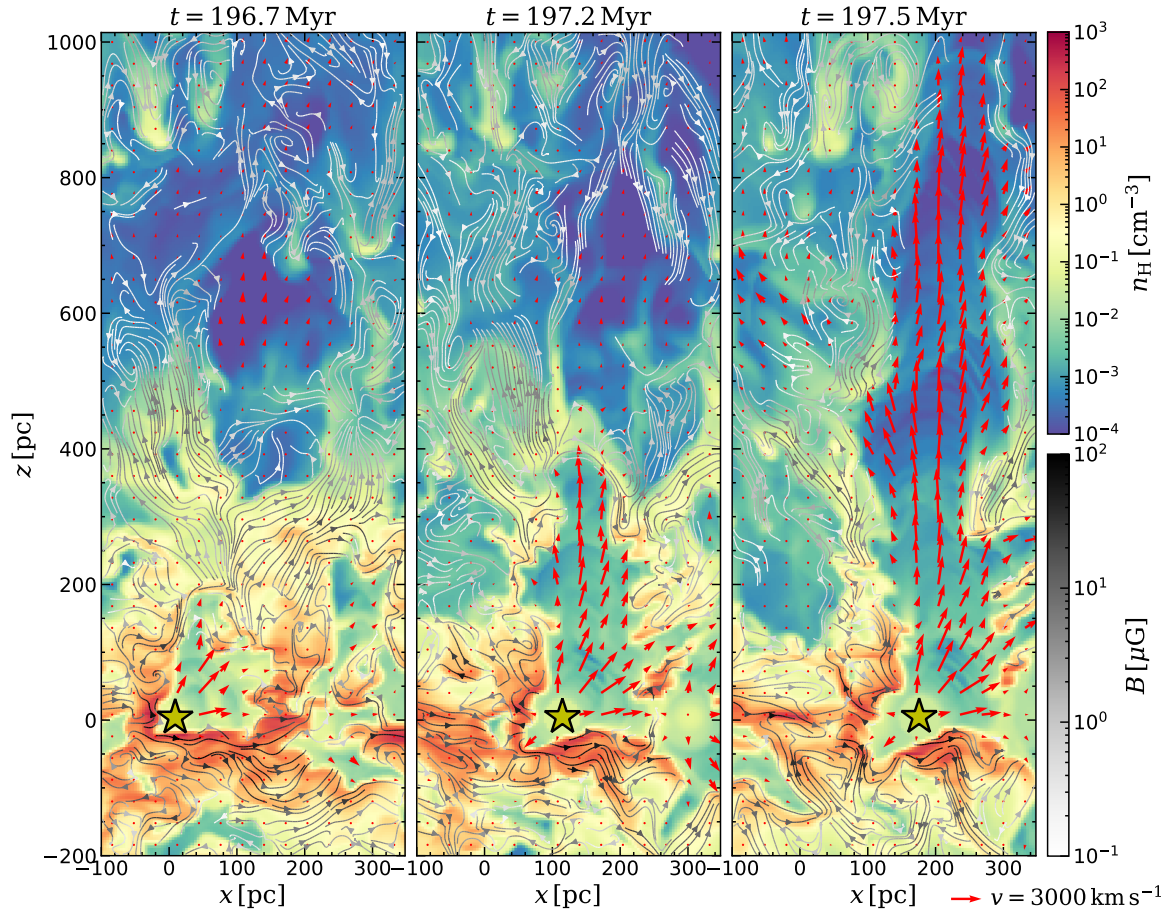 t = 196.7 Myr
t = 197.2 Myr
t = 197.5 Myr
1000
800
600
400
200
0
−200
z [pc]
−100 0 100 200 300
−100 0 100 200 300
−100 0 100 200 300
x [pc]
x [pc]
x [pc]
10³
10²
10¹
10⁰
10⁻¹
10⁻²
10⁻³
10⁻⁴
n_H [cm⁻³]
10²
10¹
10⁰
10⁻¹
B [μG]
v = 3000 km s⁻¹